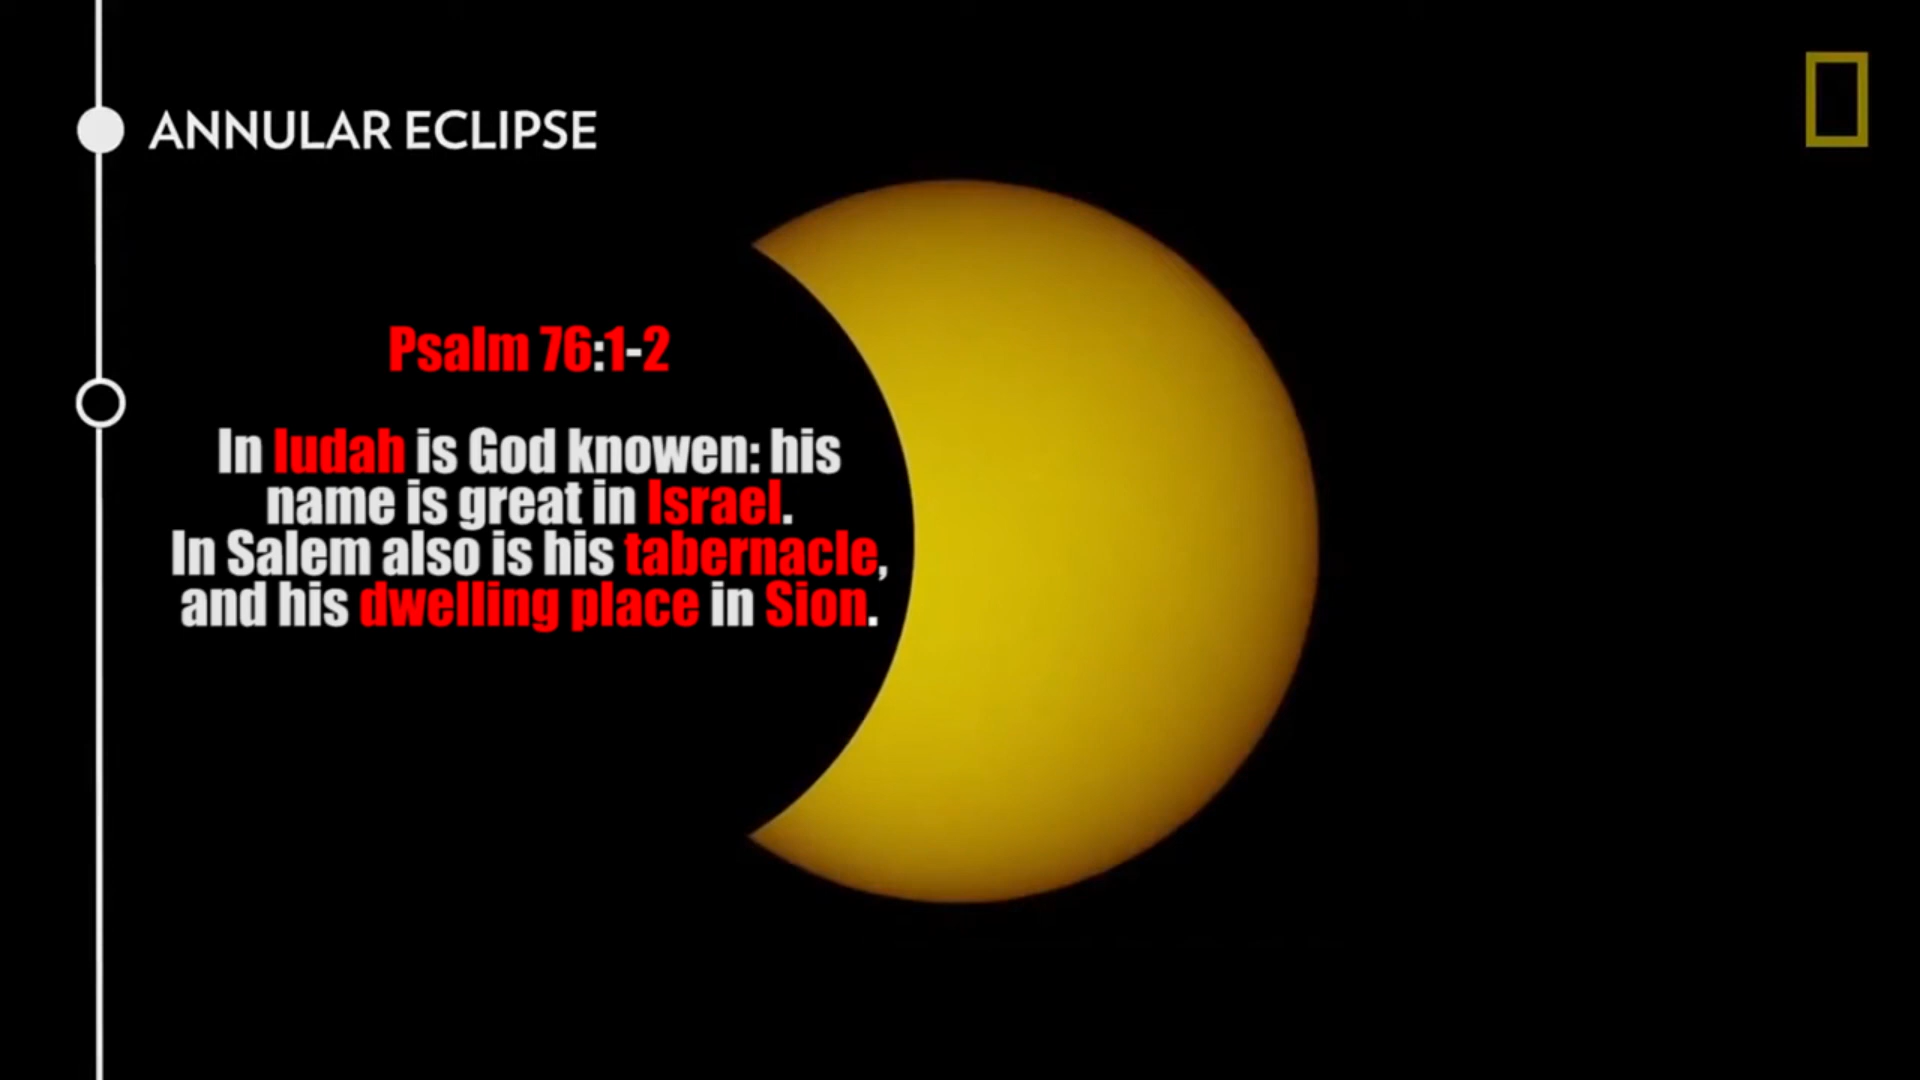 ANNULAR ECLIPSE
Psalm 76:1-2
In Iudah is God knowen: his
name is great in Israel.
In Salem also is his tabernacle,
and his dwelling place in Sion.